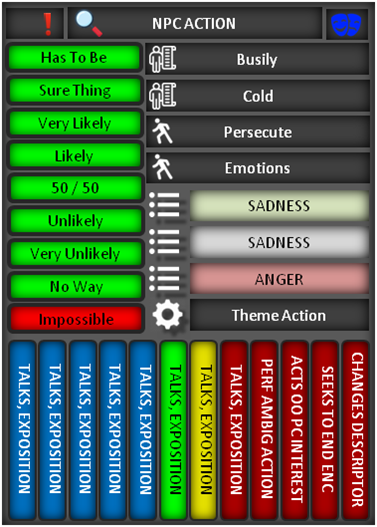 NPC ACTION
Has To Be
Sure Thing
Very Likely
Likely
50 / 50
Unlikely
Very Unlikely
No Way
Impossible
Busily
Cold
Persecute
Emotions
SADNESS
SADNESS
ANGER
Theme Action
TALKS, EXPOSITION
TALKS, EXPOSITION
TALKS, EXPOSITION
TALKS, EXPOSITION
TALKS, EXPOSITION
TALKS, EXPOSITION
TALKS, EXPOSITION
TALKS, EXPOSITION
PERF AMBIG ACTION
ACTS OO PC INTEREST
SEEKS TO END ENC
CHANGES DESCRIPTOR